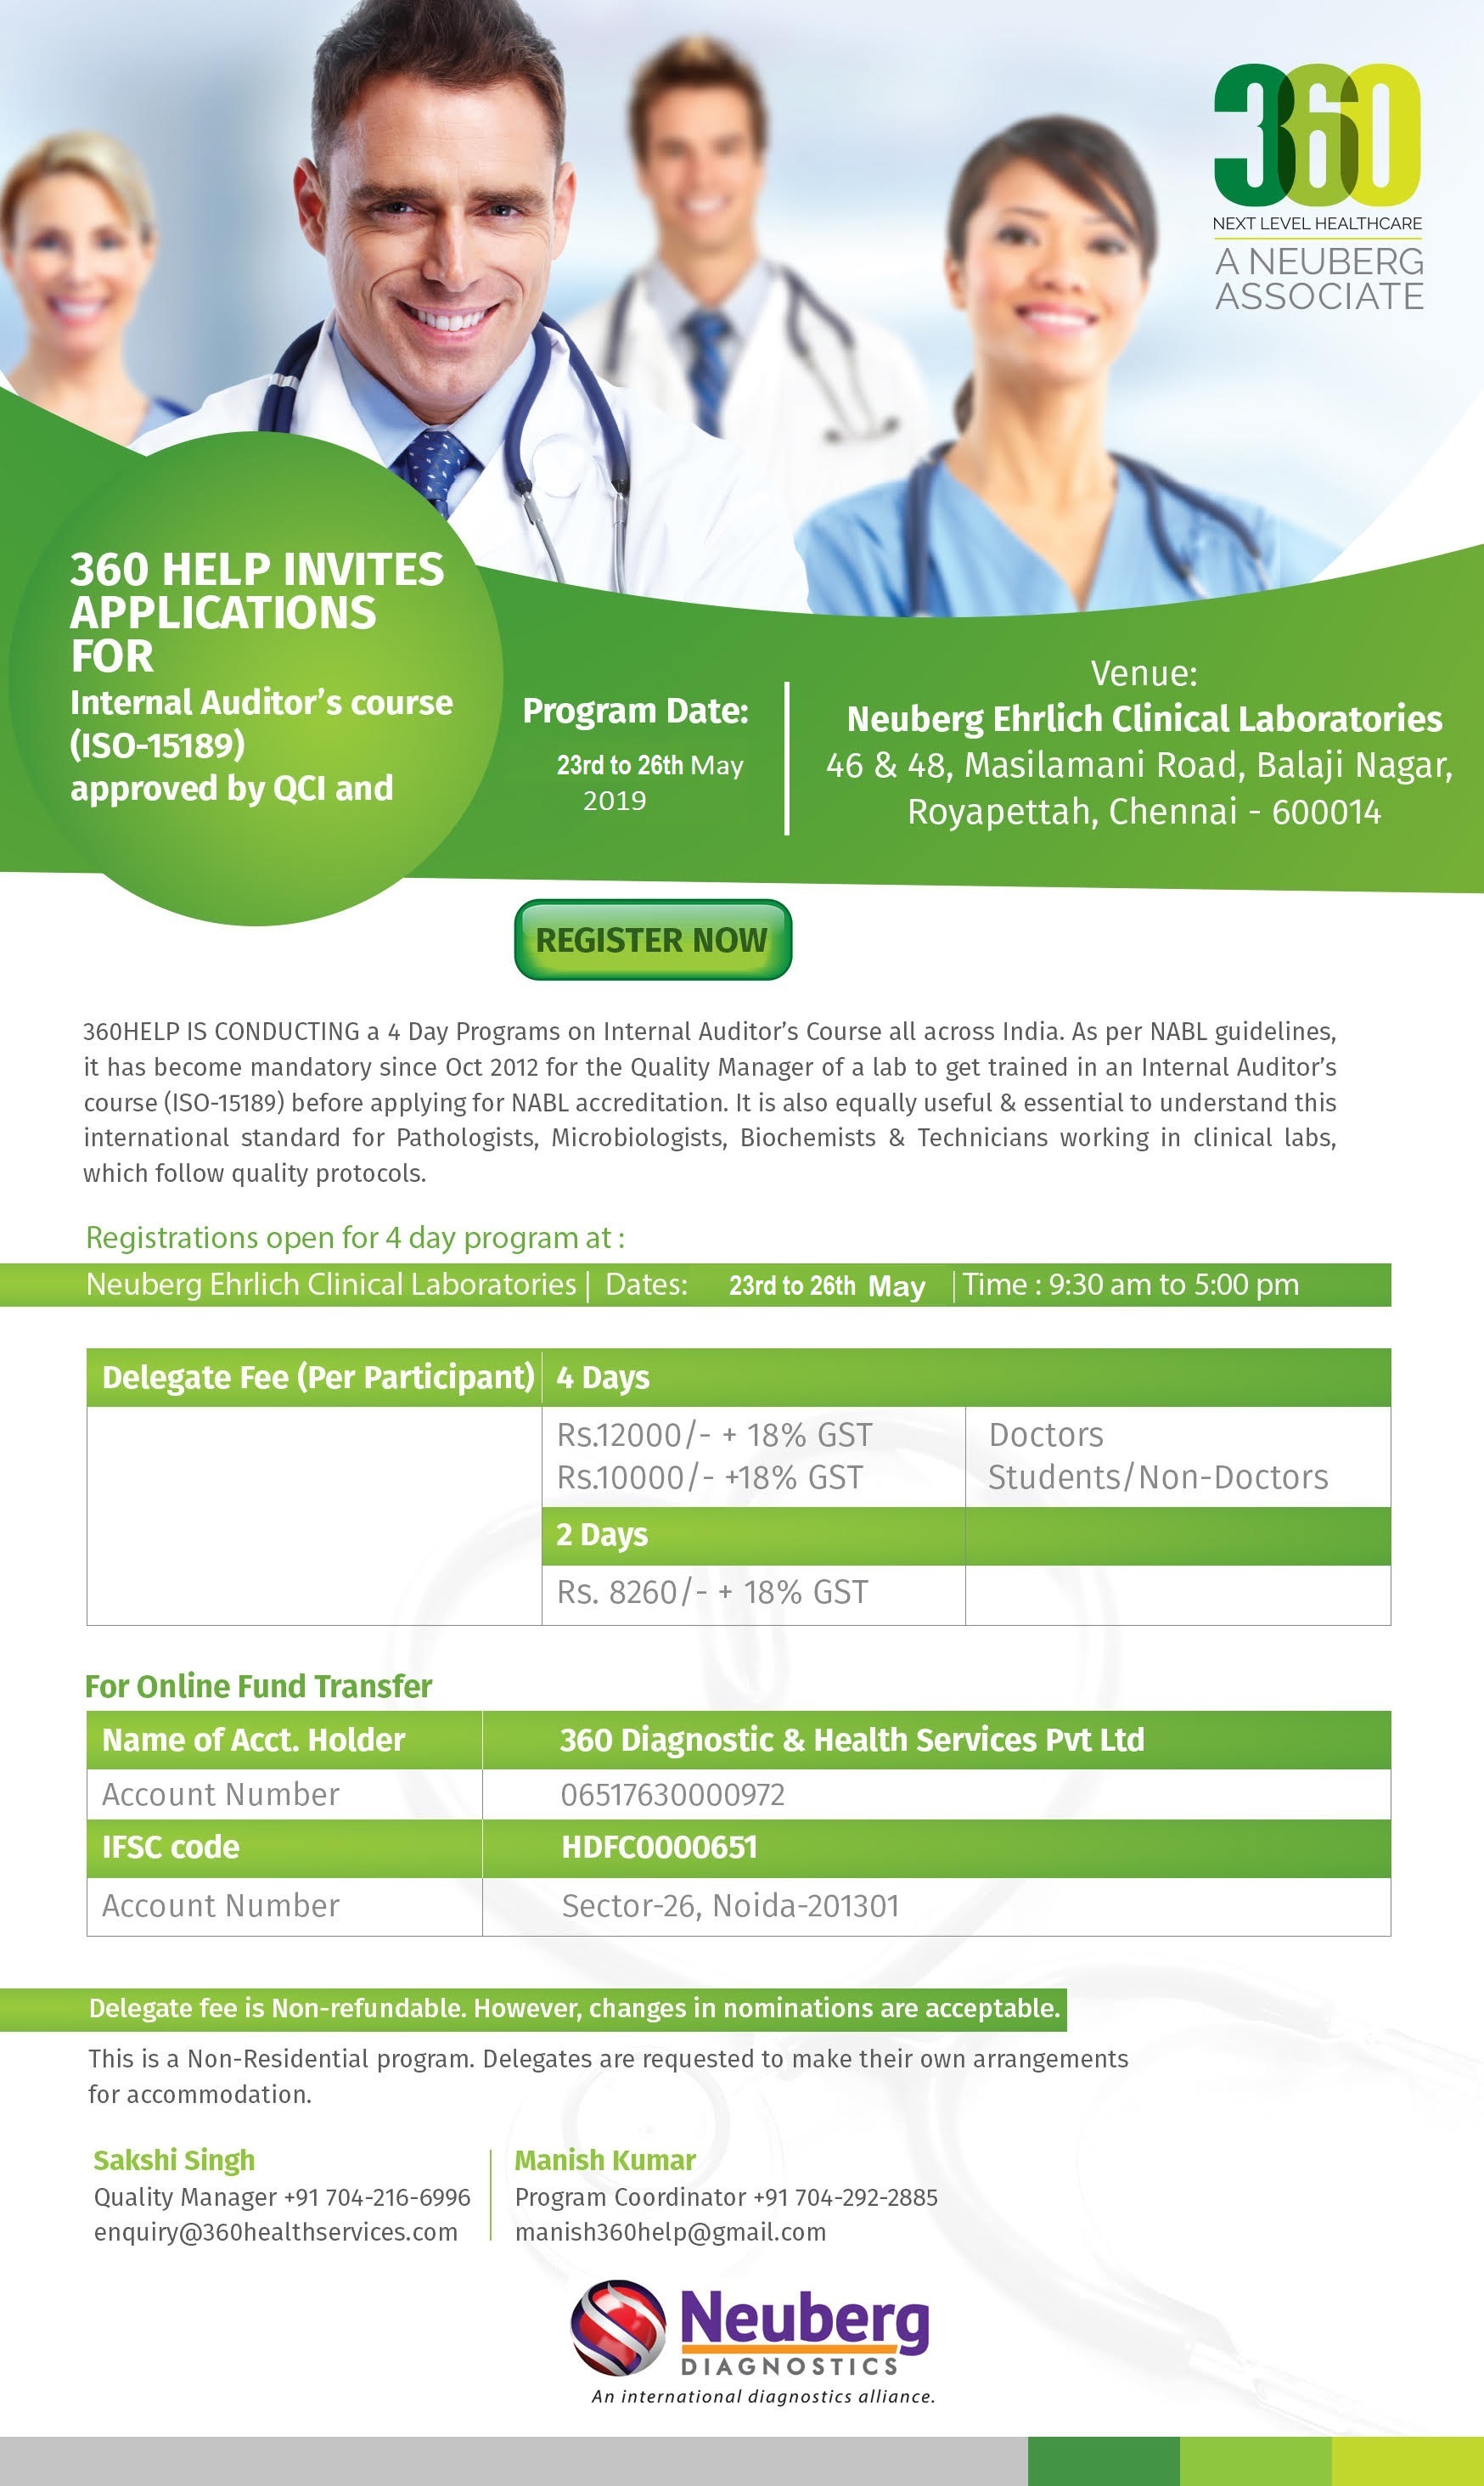 360
NEXT LEVEL HEALTHCARE
A NEUBERG
ASSOCIATE
360 HELP INVITES
APPLICATIONS
FOR
Internal Auditor’s course
(ISO-15189)
approved by QCI and
Program Date:
23rd to 26th May
2019
Venue:
Neuberg Ehrlich Clinical Laboratories
46 & 48, Masilamani Road, Balaji Nagar,
Royapettah, Chennai - 600014
REGISTER NOW
360HELP IS CONDUCTING a 4 Day Programs on Internal Auditor’s Course all across India. As per NABL guidelines,
it has become mandatory since Oct 2012 for the Quality Manager of a lab to get trained in an Internal Auditor’s
course (ISO-15189) before applying for NABL accreditation. It is also equally useful & essential to understand this
international standard for Pathologists, Microbiologists, Biochemists & Technicians working in clinical labs,
which follow quality protocols.
Registrations open for 4 day program at :
Neuberg Ehrlich Clinical Laboratories | Dates: 23rd to 26th May | Time : 9:30 am to 5:00 pm
Delegate Fee (Per Participant) 4 Days
Rs.12000/- + 18% GST Doctors
Rs.10000/- +18% GST Students/Non-Doctors
2 Days
Rs. 8260/- + 18% GST
For Online Fund Transfer
Name of Acct. Holder 360 Diagnostic & Health Services Pvt Ltd
Account Number 06517630000972
IFSC code HDFC0000651
Account Number Sector-26, Noida-201301
Delegate fee is Non-refundable. However, changes in nominations are acceptable.
This is a Non-Residential program. Delegates are requested to make their own arrangements
for accommodation.
Sakshi Singh
Quality Manager +91 704-216-6996
enquiry@360healthservices.com
Manish Kumar
Program Coordinator +91 704-292-2885
manish360help@gmail.com
Neuberg
DIAGNOSTICS
An international diagnostics alliance.